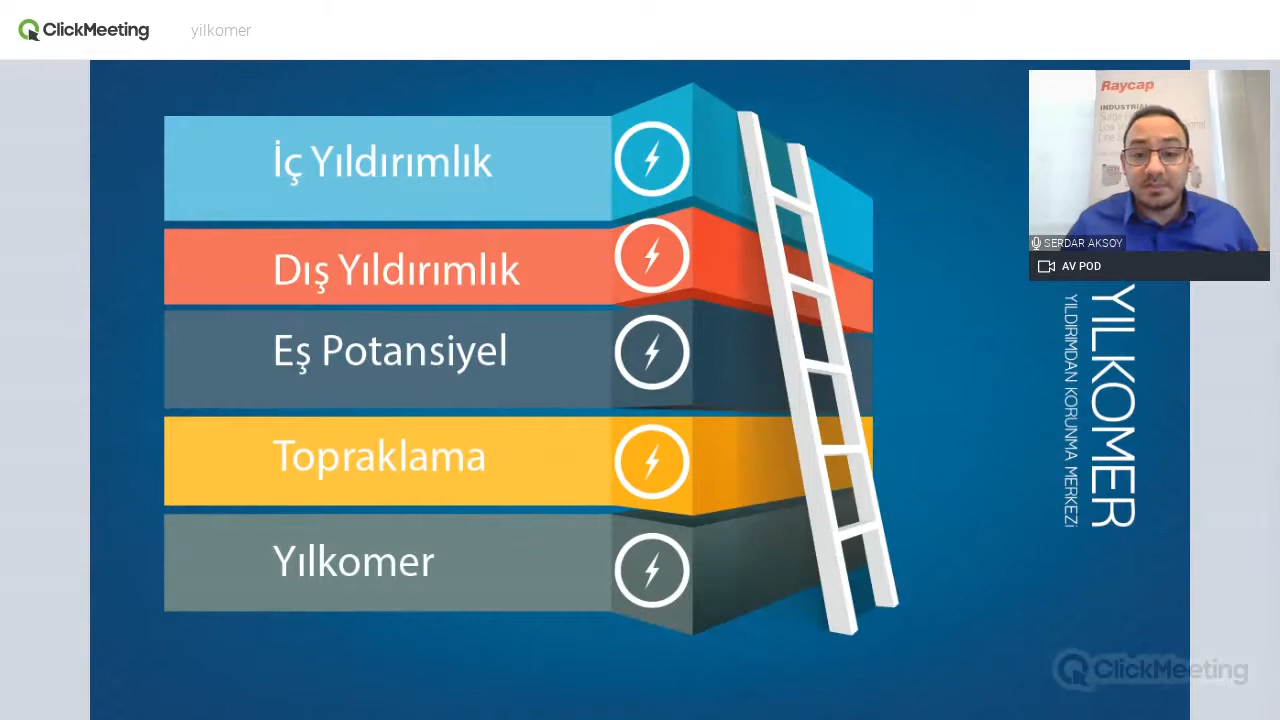 ClickMeeting
yilkomer
İç Yıldırımlık
Dış Yıldırımlık
Eş Potansiyel
Topraklama
Yılkomer
Raycap
INDUSTRIAL
SERDAR AKSOY
AV POD
YILKOMER
YILDIRIMDAN KORUNMA MERKEZİ
ClickMeeting